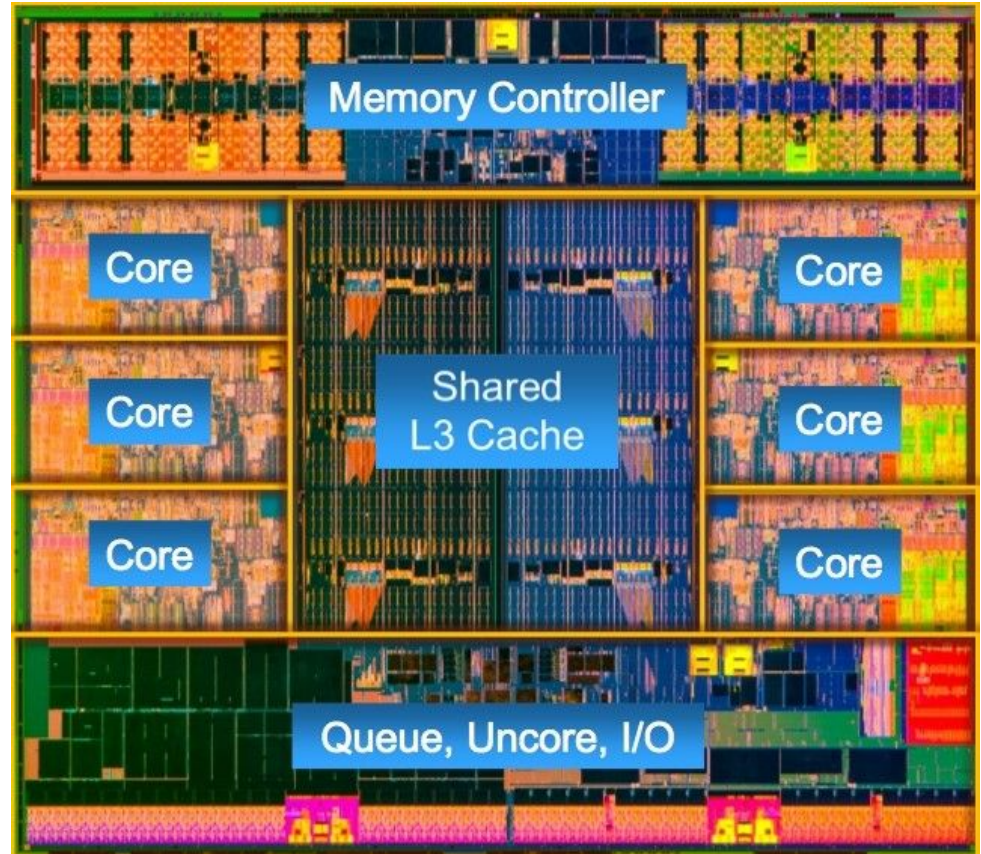 Memory Controller
Core
Core
Shared
L3 Cache
Core
Core
Core
Core
Queue, Uncore, I/O